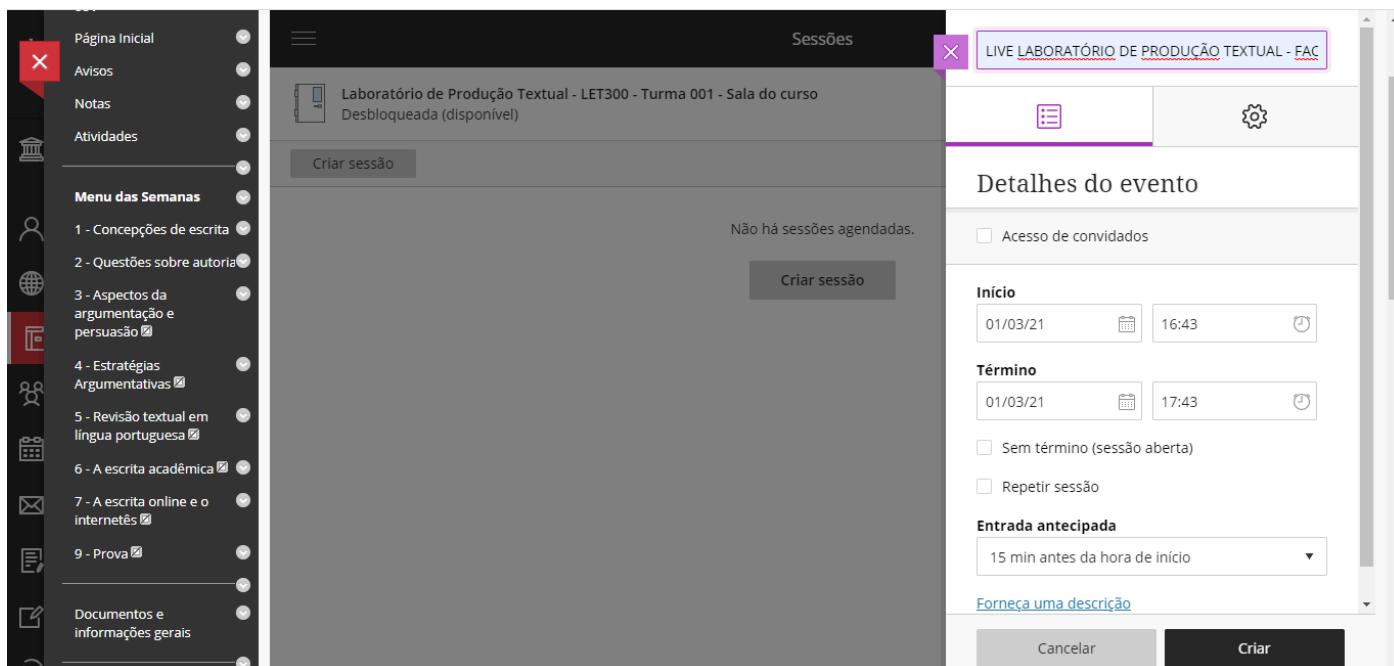 Página Inicial
Avisos
Notas
Atividades
Menu das Semanas
1 - Concepções de escrita
2 - Questões sobre autoria
3 - Aspectos da
argumentação e
persuasão
4 - Estratégias
Argumentativas
5 - Revisão textual em
língua portuguesa
6 - A escrita acadêmica
7 - A escrita online e o
internetês
9 - Prova
Documentos e
informações gerais
Sessões
Laboratório de Produção Textual - LET300 - Turma 001 - Sala do curso
Desbloqueada (disponível)
Criar sessão
Não há sessões agendadas.
Criar sessão
LIVE LABORATÓRIO DE PRODUÇÃO TEXTUAL - FAC
Detalhes do evento
Acesso de convidados
Início
01/03/21 16:43
Término
01/03/21 17:43
Sem término (sessão aberta)
Repetir sessão
Entrada antecipada
15 min antes da hora de início
Forneça uma descrição
Cancelar Criar